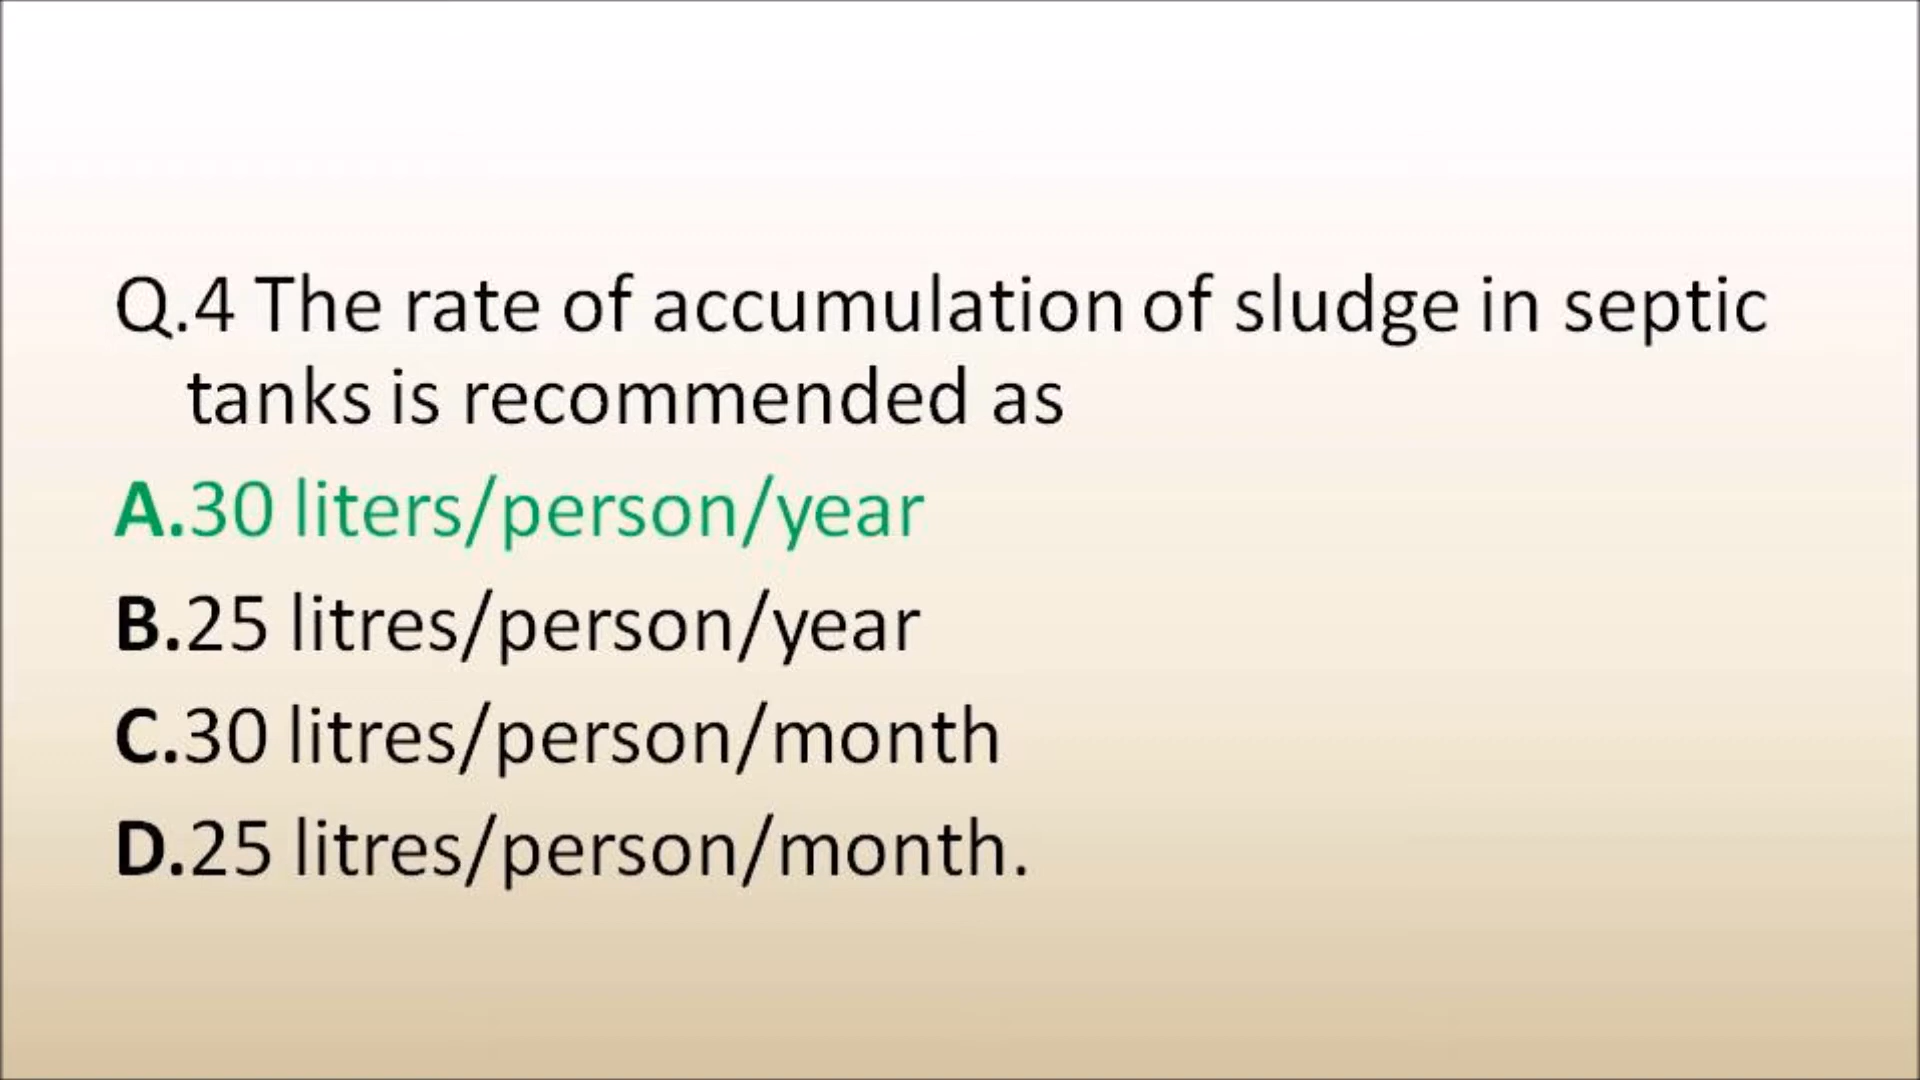 Q.4 The rate of accumulation of sludge in septic
tanks is recommended as
A.30 liters/person/year
B.25 litres/person/year
C.30 litres/person/month
D.25 litres/person/month.